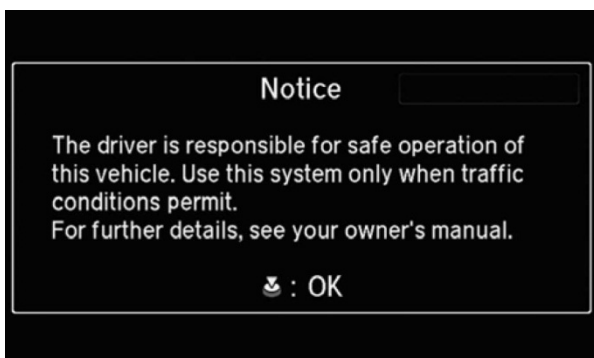 Notice
The driver is responsible for safe operation of
this vehicle. Use this system only when traffic
conditions permit.
For further details, see your owner's manual.
: OK